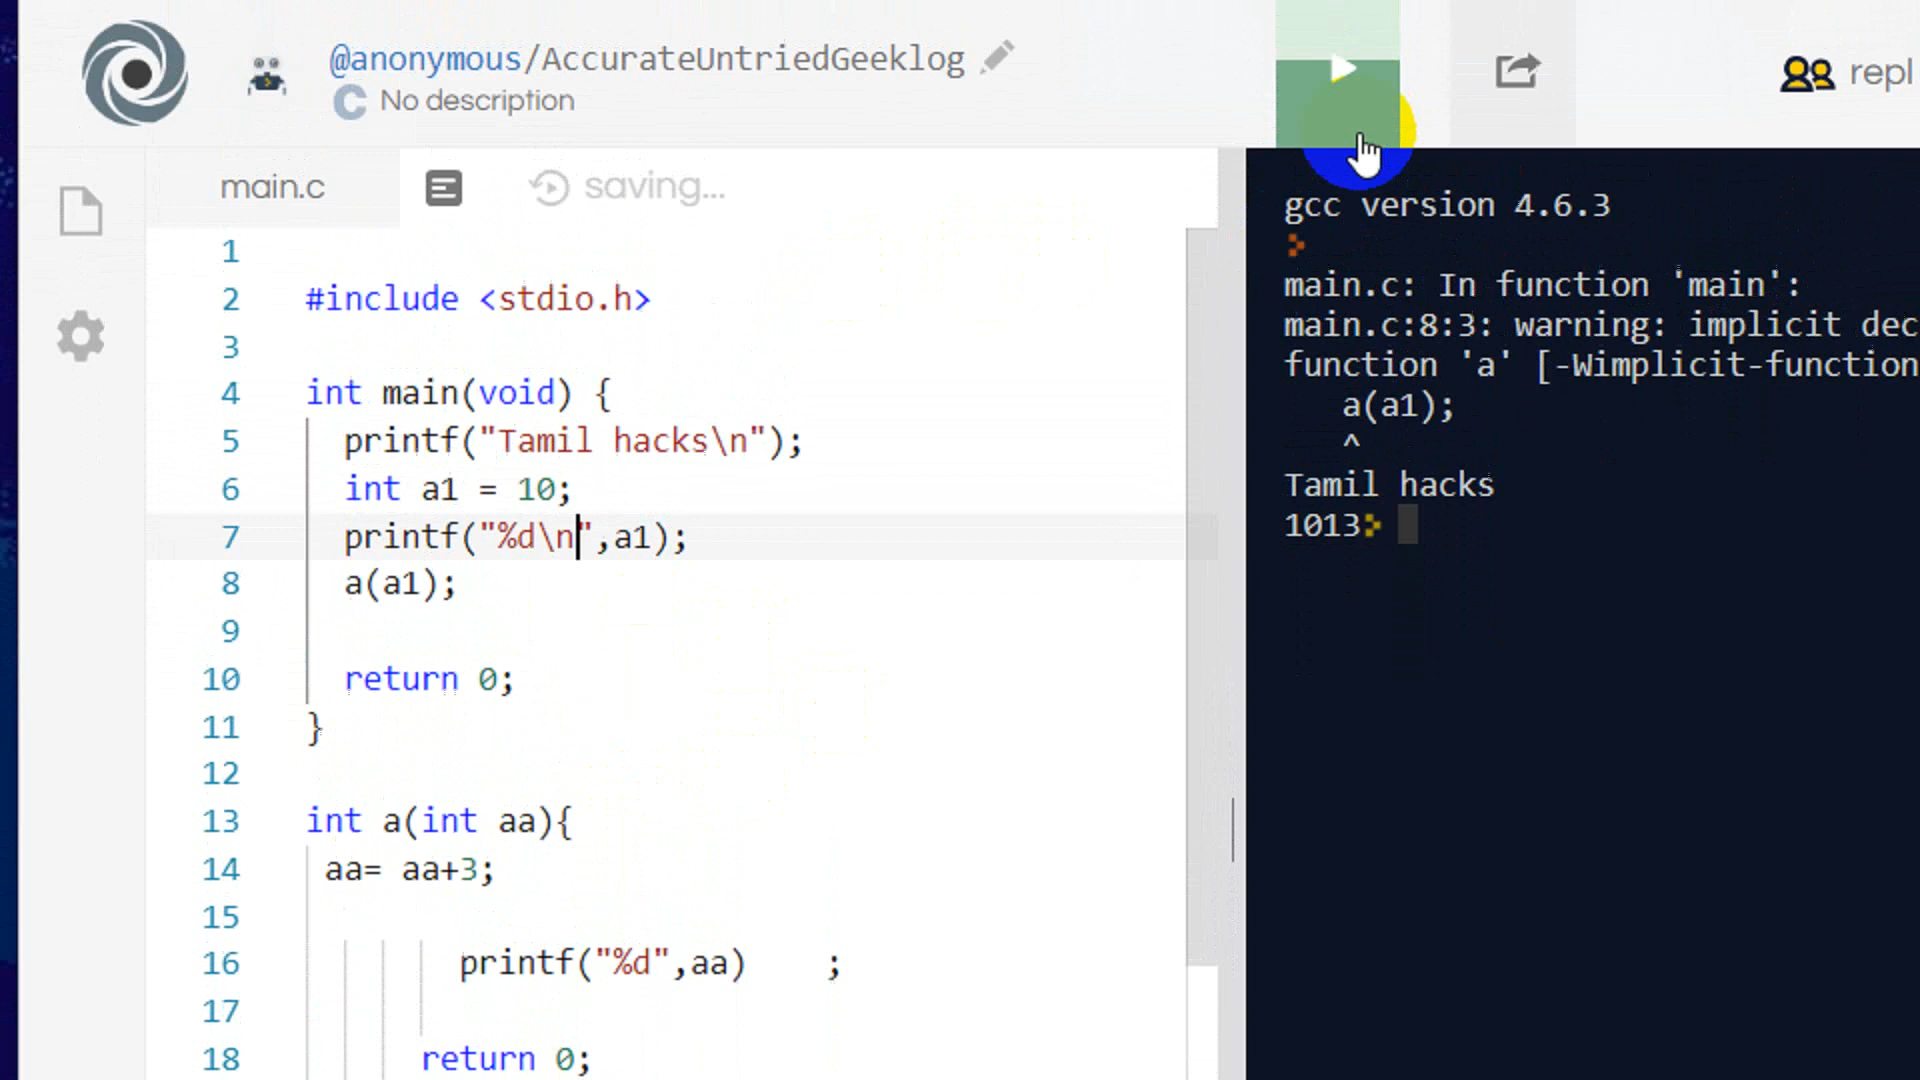 @anonymous/AccurateUntriedGeeklog
No description
repl
main.c
saving...
1
2 #include <stdio.h>
3
4 int main(void) {
5 printf("Tamil hacks\n");
6 int a1 = 10;
7 printf("%d\n",a1);
8 a(a1);
9
10 return 0;
11 }
12
13 int a(int aa){
14 aa= aa+3;
15
16 printf("%d",aa)    ;
17
18 return 0;
gcc version 4.6.3
main.c: In function 'main':
main.c:8:3: warning: implicit dec
function 'a' [-Wimplicit-function
a(a1);
^
Tamil hacks
1013